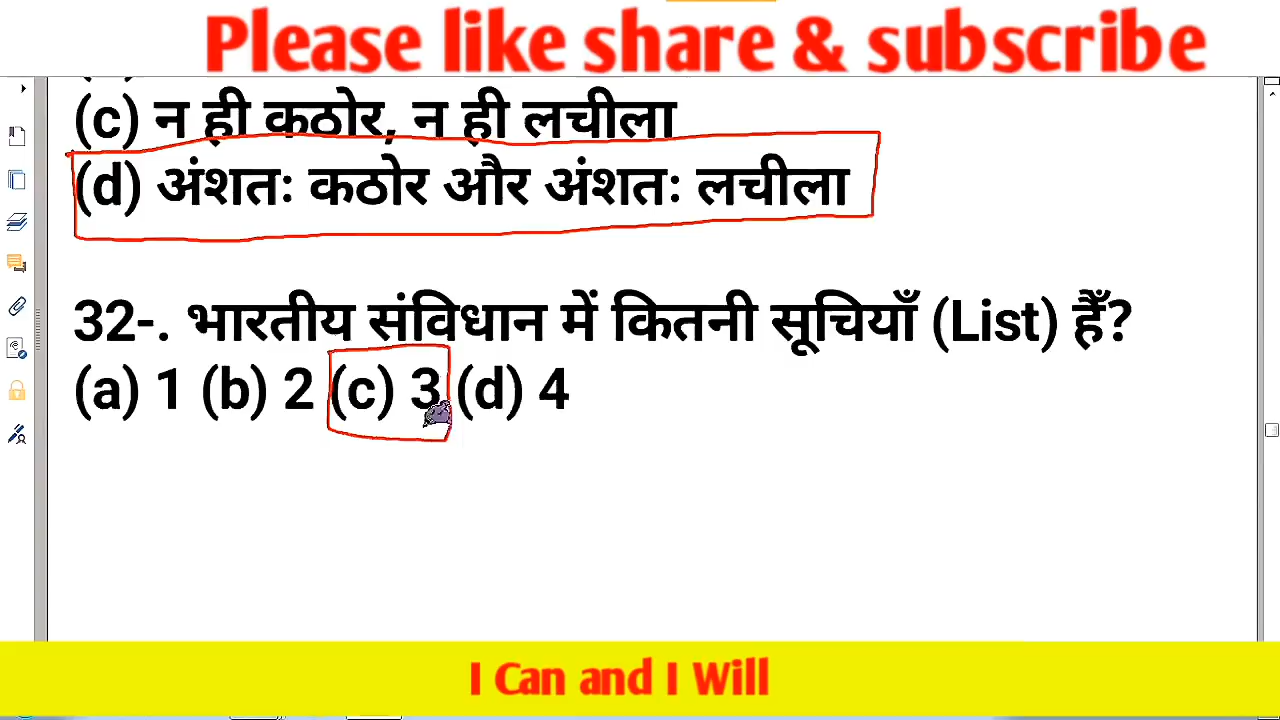 Please like share & subscribe
(c) न ही कठोर, न ही लचीला
(d) अंशतः कठोर और अंशतः लचीला
32-. भारतीय संविधान में कितनी सूचियाँ (List) हैँ?
(a) 1 (b) 2 (c) 3 (d) 4
I Can and I Will